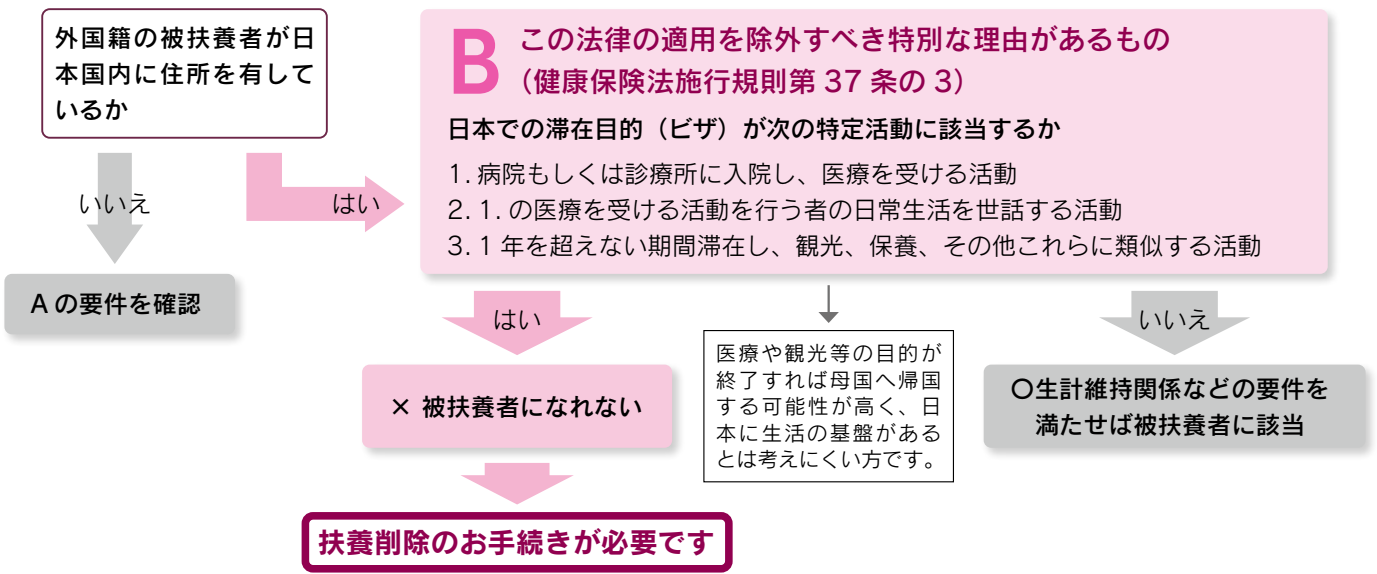 外国籍の被扶養者が日
本国内に住所を有して
いるか
いいえ
はい
Aの要件を確認
B
この法律の適用を除外すべき特別な理由があるもの
（健康保険法施行規則第 37 条の 3）
日本での滞在目的（ビザ）が次の特定活動に該当するか
1. 病院もしくは診療所に入院し、医療を受ける活動
2. 1. の医療を受ける活動を行う者の日常生活を世話する活動
3. 1 年を超えない期間滞在し、観光、保養、その他これらに類似する活動
はい
× 被扶養者になれない
扶養削除のお手続きが必要です
医療や観光等の目的が
終了すれば母国へ帰国
する可能性が高く、日
本に生活の基盤がある
とは考えにくい方です。
いいえ
〇生計維持関係などの要件を
満たせば被扶養者に該当